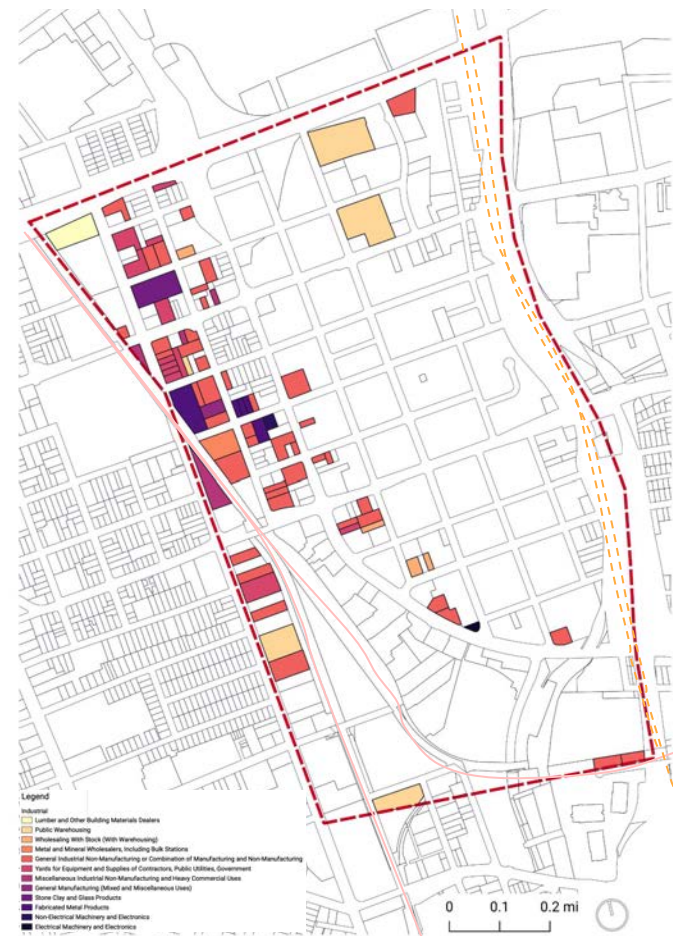 Legend
Industrial
Lumber and Other Building Materials Dealers
Public Warehousing
Wholesaling With Stock (With Warehousing)
Metal and Mineral Wholesalers, Including Bulk Stations
General Industrial Non-Manufacturing or Combination of Manufacturing and Non-Manufacturing
Yards for Equipment and Supplies of Contractors, Public Utilities, Government
Miscellaneous Industrial Non-Manufacturing and Heavy Commercial Uses
General Manufacturing (Mixed and Miscellaneous Uses)
Stone Clay and Glass Products
Fabricated Metal Products
Non-Electrical Machinery and Electronics
Electrical Machinery and Electronics
0 0.1 0.2 mi